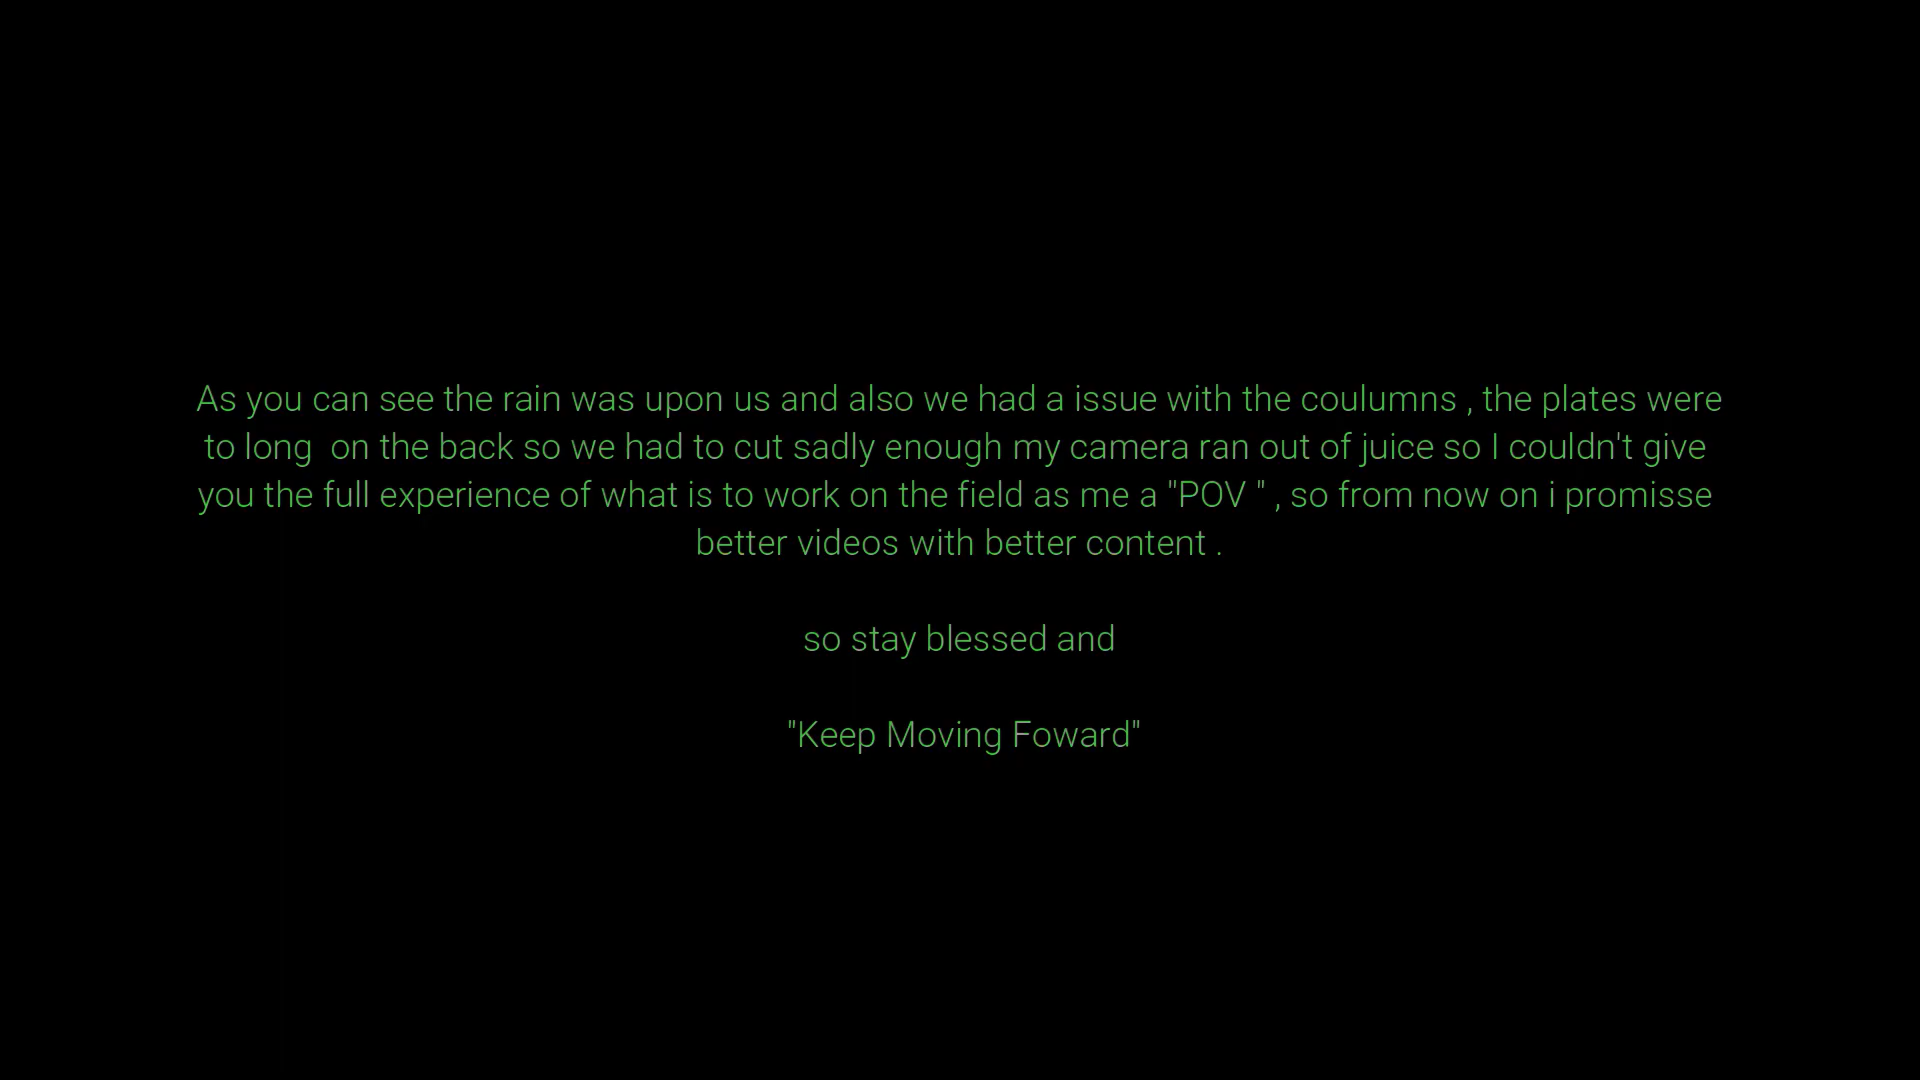 As you can see the rain was upon us and also we had a issue with the coulumns , the plates were
to long  on the back so we had to cut sadly enough my camera ran out of juice so I couldn't give
you the full experience of what is to work on the field as me a "POV " , so from now on i promisse
better videos with better content .
so stay blessed and
"Keep Moving Foward"